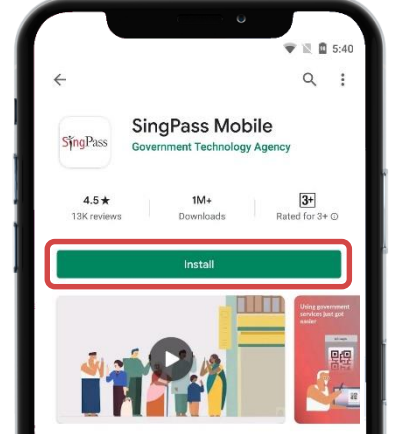 5:40
SingPass
SingPass Mobile
Government Technology Agency
4.5★ 1M+ 3+
13K reviews Downloads Rated for 3+
Install
Using government
services just got
easier